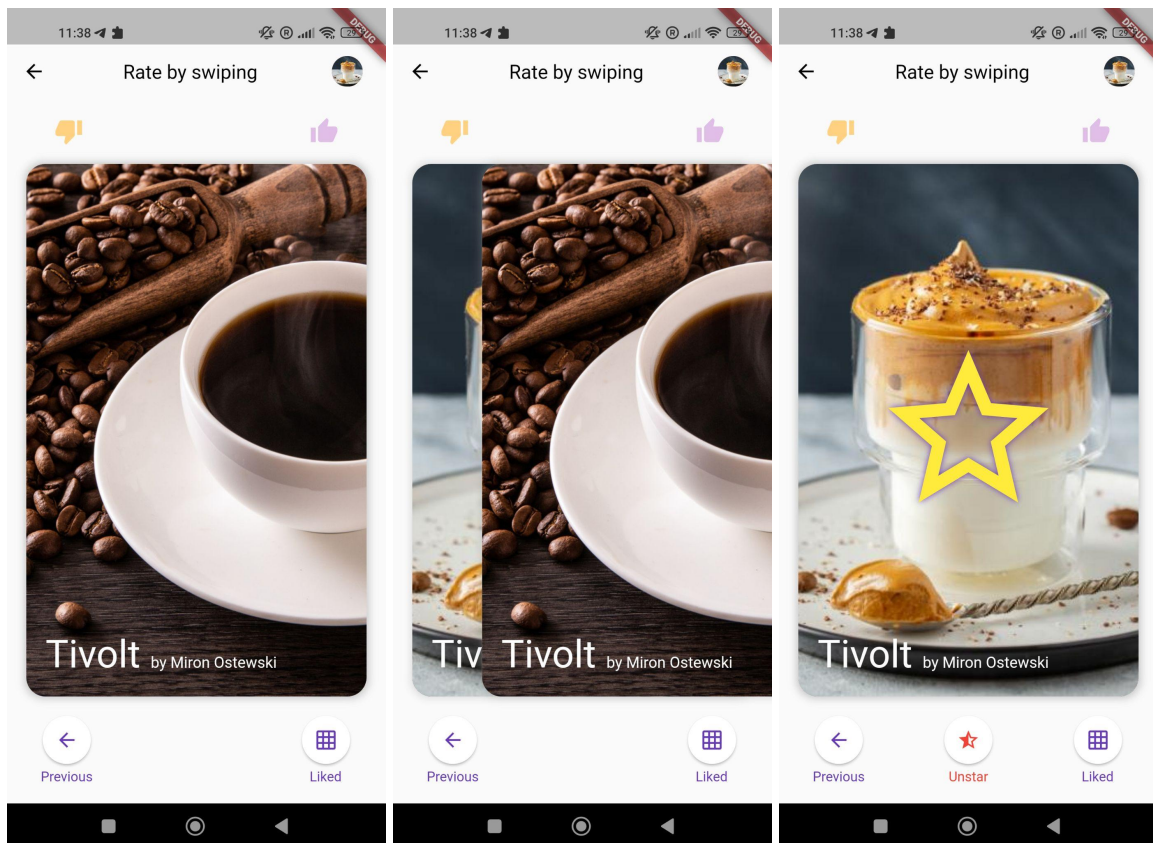 11:38
DEBUG
Rate by swiping
Tivolt by Miron Ostewski
Previous
Liked
11:38
DEBUG
Rate by swiping
Tiv
Tivolt by Miron Ostewski
Previous
Liked
11:38
DEBUG
Rate by swiping
Tivolt by Miron Ostewski
Previous
Unstar
Liked